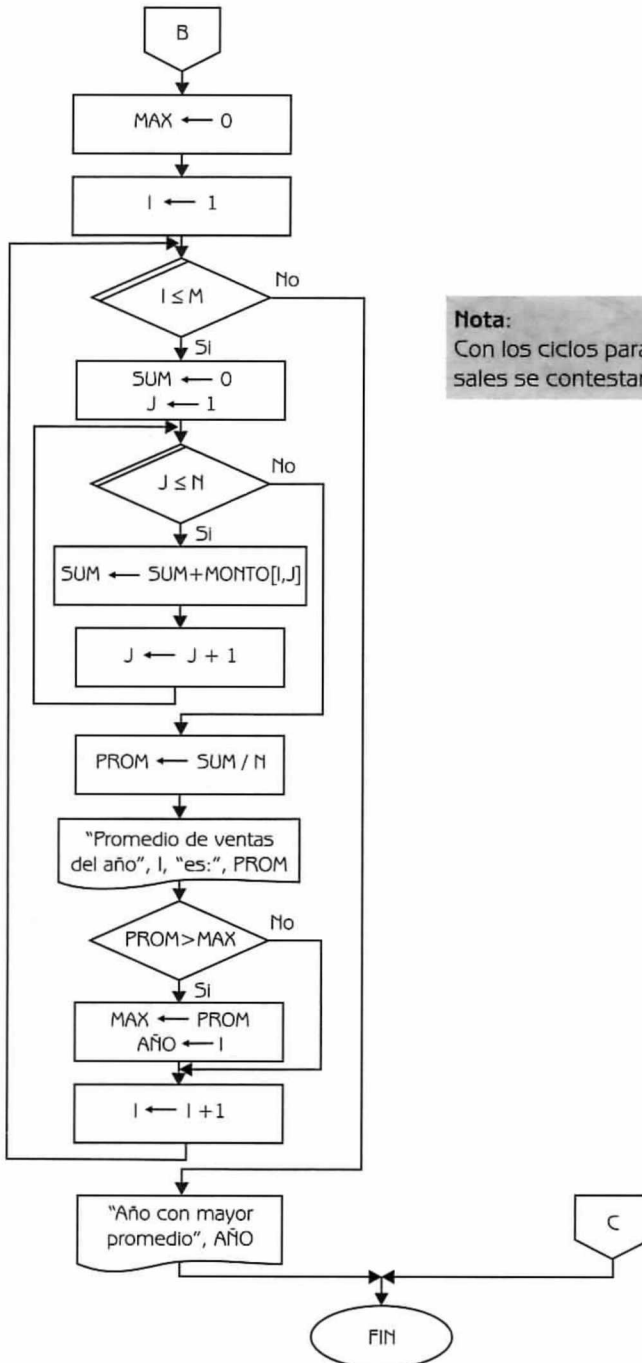 B
MAX ← 0
I ← 1
I ≤ M
No
Si
SUM ← 0
J ← 1
J ≤ N
No
Si
SUM ← SUM+MONTO[I,J]
J ← J + 1
PROM ← SUM / N
"Promedio de ventas
del año", I, "es:", PROM
PROM>MAX
No
Si
MAX ← PROM
AÑO ← I
I ← I +1
"Año con mayor
promedio", AÑO
C
FIN
Nota:
Con los ciclos para
sales se contestan